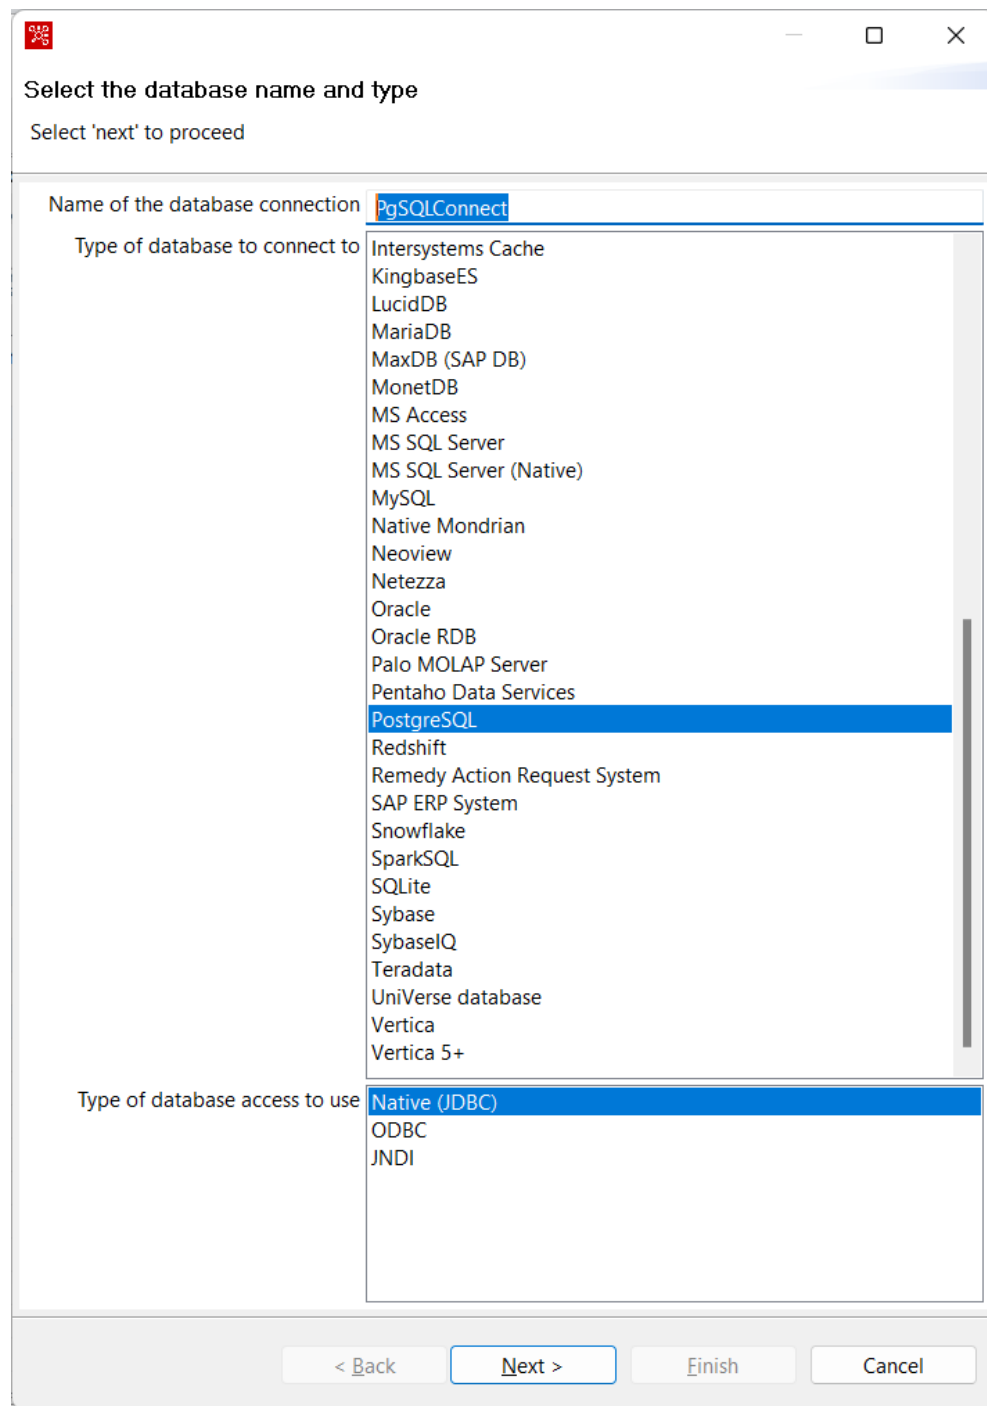 Select the database name and type
Select 'next' to proceed
Name of the database connection PgSQLConnect
Type of database to connect to
Intersystems Cache
KingbaseES
LucidDB
MariaDB
MaxDB (SAP DB)
MonetDB
MS Access
MS SQL Server
MS SQL Server (Native)
MySQL
Native Mondrian
Neoview
Netezza
Oracle
Oracle RDB
Palo MOLAP Server
Pentaho Data Services
PostgreSQL
Redshift
Remedy Action Request System
SAP ERP System
Snowflake
SparkSQL
SQLite
Sybase
SybaseIQ
Teradata
UniVerse database
Vertica
Vertica 5+
Type of database access to use
Native (JDBC)
ODBC
JNDI
< Back Next > Finish Cancel